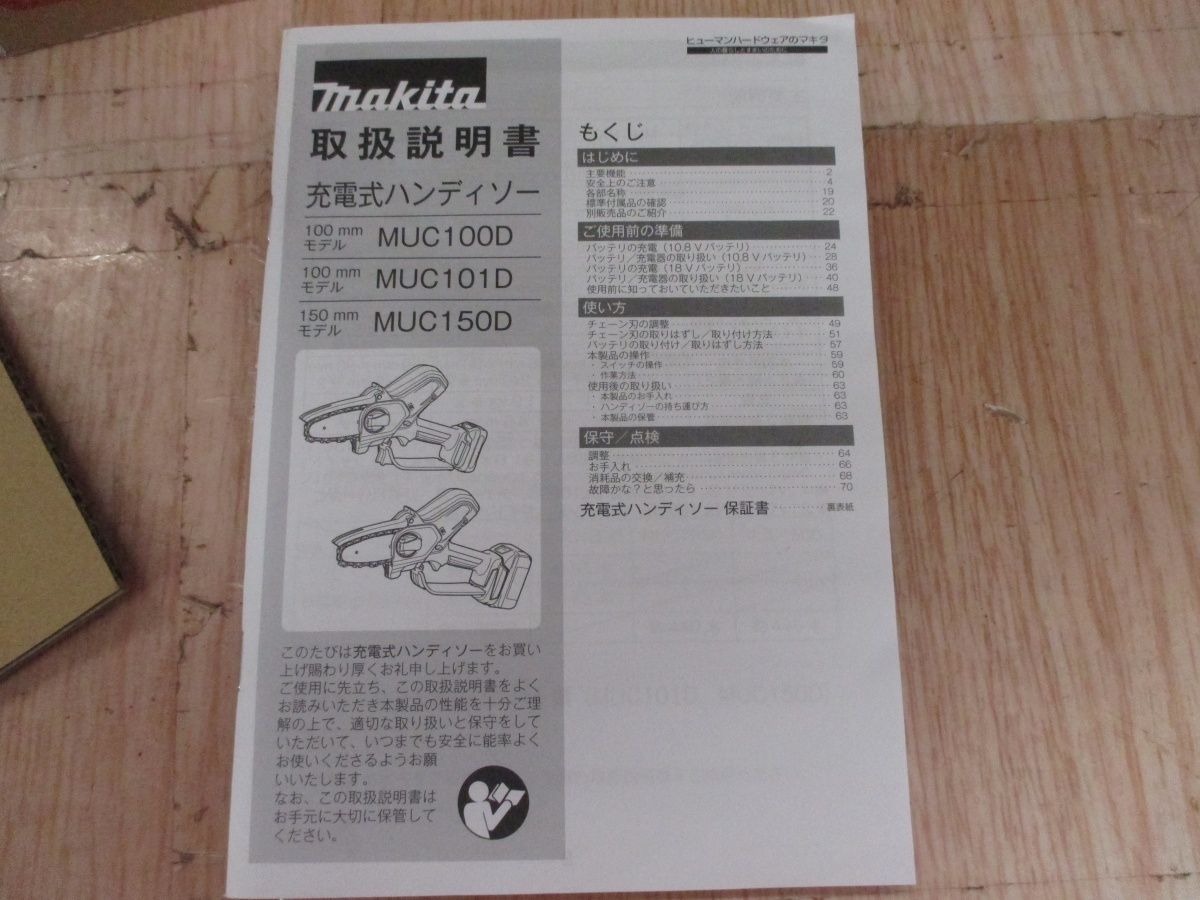 makita
取扱説明書
充電式ハンディソー
100 mm モデル MUC100D
100 mm モデル MUC101D
150 mm モデル MUC150D
このたびは充電式ハンディソーをお買い
上げ賜わり厚くお礼申し上げます。
ご使用に先立ち、この取扱説明書をよく
お読みいただき本製品の性能を十分ご理
解の上で、適切な取り扱いと保守をして
いただいて、いつまでも安全に能率よく
お使いくださるようお願
いいたします。
なお、この取扱説明書は
お手元に大切に保管して
ください。
ヒューマンハードウェアのマキタ
人の暮らしと住まい作りのために
もくじ
はじめに
主要機能 2
安全上のご注意 4
各部名称 19
標準付属品の確認 20
別販売品のご紹介 22
ご使用前の準備
バッテリの充電（10.8 V バッテリ） 24
バッテリ／充電器の取り扱い（10.8 V バッテリ） 28
バッテリの充電（18 V バッテリ） 36
バッテリ／充電器の取り扱い（18 V バッテリ） 40
使用前に知っておいていただきたいこと 48
使い方
チェーン刃の調整 49
チェーン刃の取りはずし／取り付け方法 51
バッテリの取り付け／取りはずし方法 57
本製品の操作 59
・スイッチの操作 59
・作業方法 60
使用後の取り扱い 63
・本製品のお手入れ 63
・ハンディソーの持ち運び方 63
・本製品の保管 63
保守／点検
調整 64
お手入れ 66
消耗品の交換／補充 68
故障かな？と思ったら 70
充電式ハンディソー 保証書 裏表紙